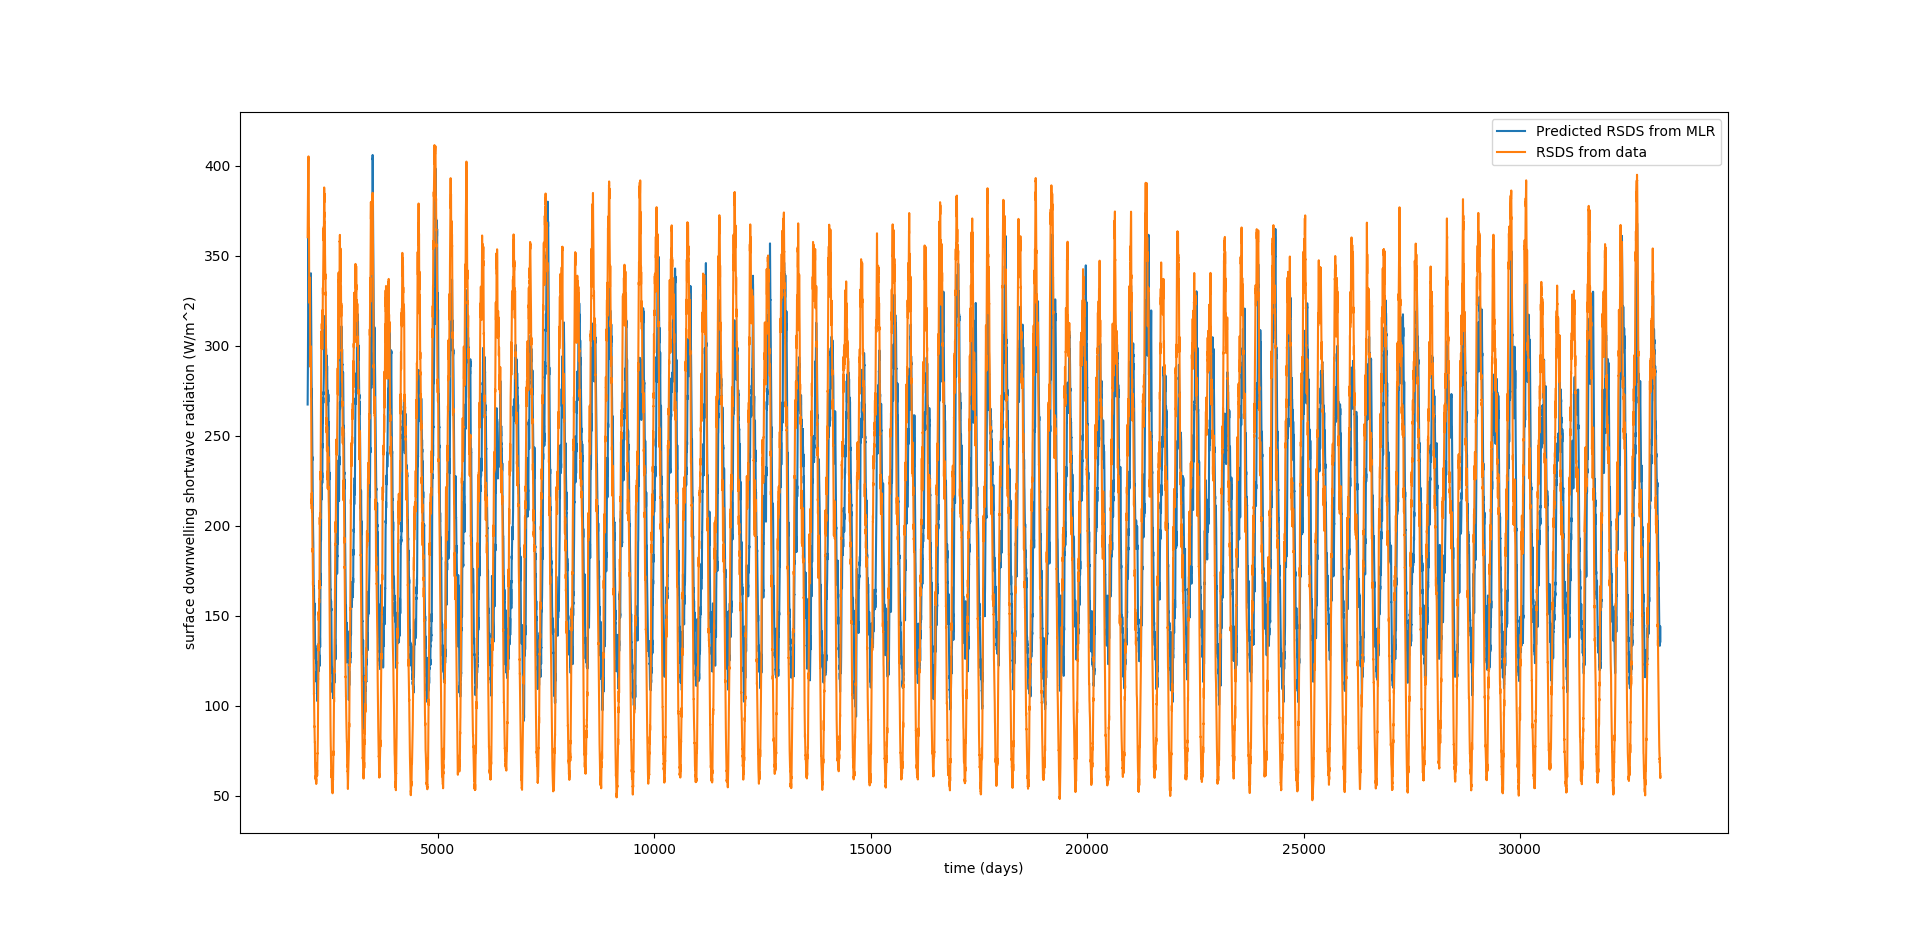 Predicted RSDS from MLR
RSDS from data
surface downwelling shortwave radiation (W/m^2)
400
350
300
250
200
150
100
50
5000 10000 15000 20000 25000 30000
time (days)